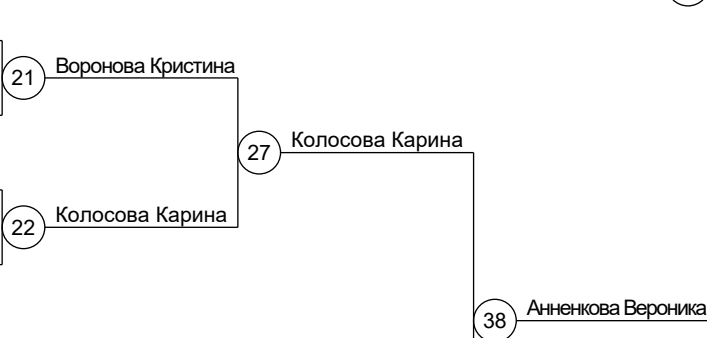 21 Воронова Кристина
27 Колосова Карина
22 Колосова Карина
38 Анненкова Вероника